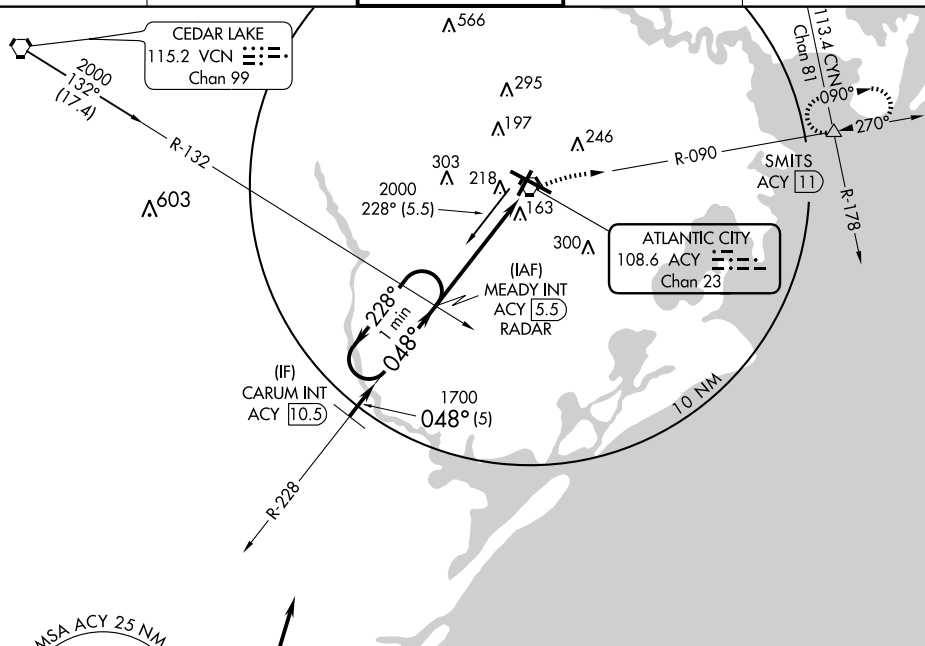 CEDAR LAKE
115.2 VCN
Chan 99
2000
132°
(17.4)
R-132
566
295
197
246
303
218
163
300
603
2000
228° (5.5)
R-090
SMITS
ACY 11
113.4 CYN
Chan 81
090°
270°
R-178
ATLANTIC CITY
108.6 ACY
Chan 23
(IAF)
MEADY INT
ACY 5.5
RADAR
228°
1 min
048°
(IF)
CARUM INT
ACY 10.5
1700
048° (5)
10 NM
R-228
MSA ACY 25 NM